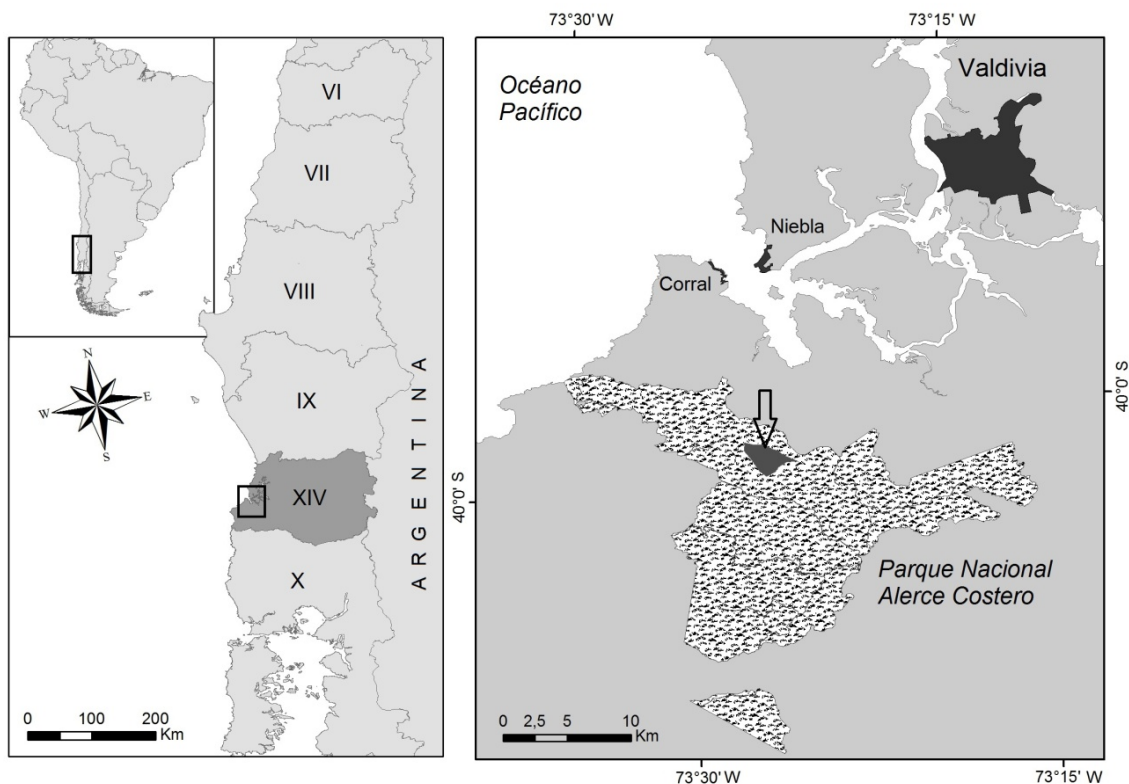 VI
VII
VIII
IX
XIV
X
ARGENTINA
N
W
E
S
0 100 200
Km
73°30' W
73°15' W
Océano
Pacífico
Valdivia
Niebla
Corral
40°0' S
40°0' S
Parque Nacional
Alerce Costero
0 2,5 5 10
Km
73°30' W
73°15' W